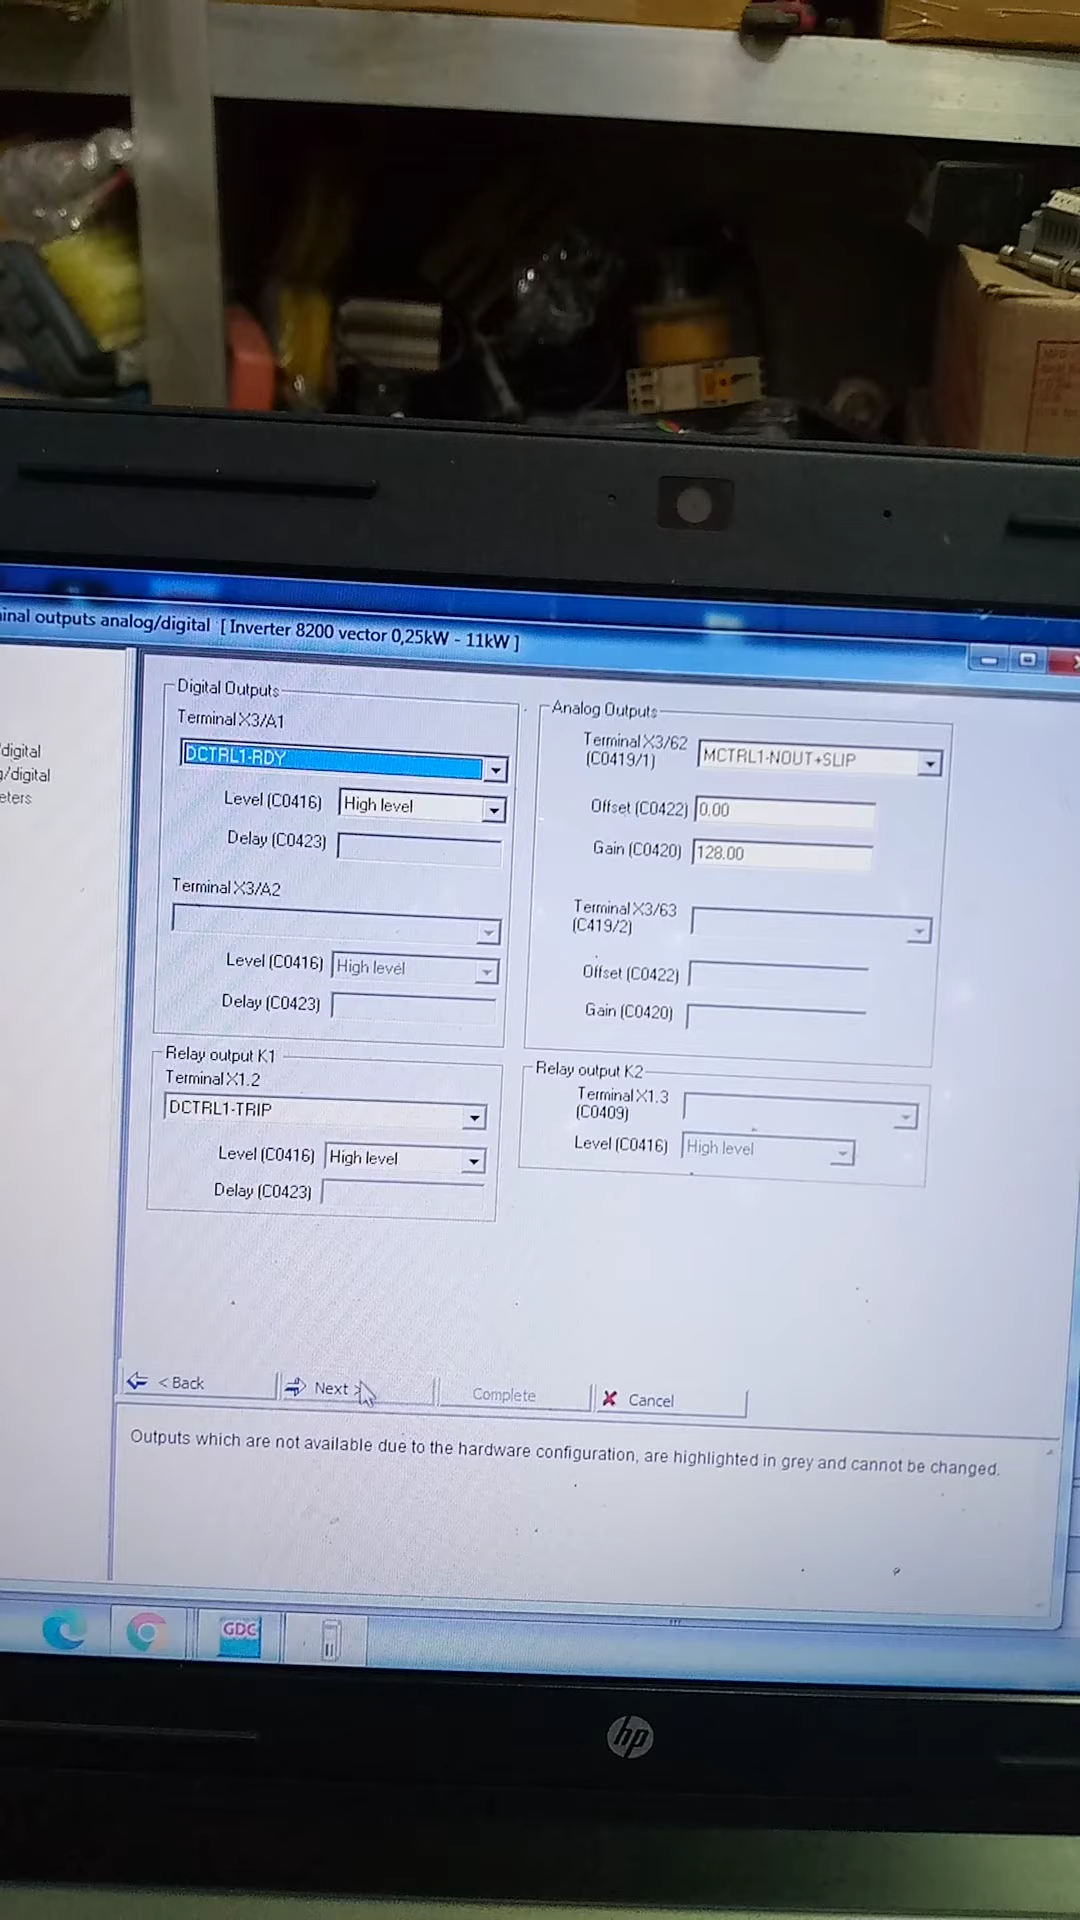 inal outputs analog/digital [ Inverter 8200 vector 0,25kW - 11kW ]
/digital
g/digital
eters
Digital Outputs
Terminal X3/A1
DCTRL1-RDY
Level (C0416) High level
Delay (C0423)
Terminal X3/A2
Level (C0416) High level
Delay (C0423)
Relay output K1
Terminal X1.2
DCTRL1-TRIP
Level (C0416) High level
Delay (C0423)
Analog Outputs
Terminal X3/62
(C0419/1)
MCTRL1-NOUT+SLIP
Offset (C0422) 0.00
Gain (C0420) 128.00
Terminal X3/63
(C419/2)
Offset (C0422)
Gain (C0420)
Relay output K2
Terminal X1.3
(C0409)
Level (C0416) High level
< Back
Next >
Complete
Cancel
Outputs which are not available due to the hardware configuration, are highlighted in grey and cannot be changed.
GDC
hp